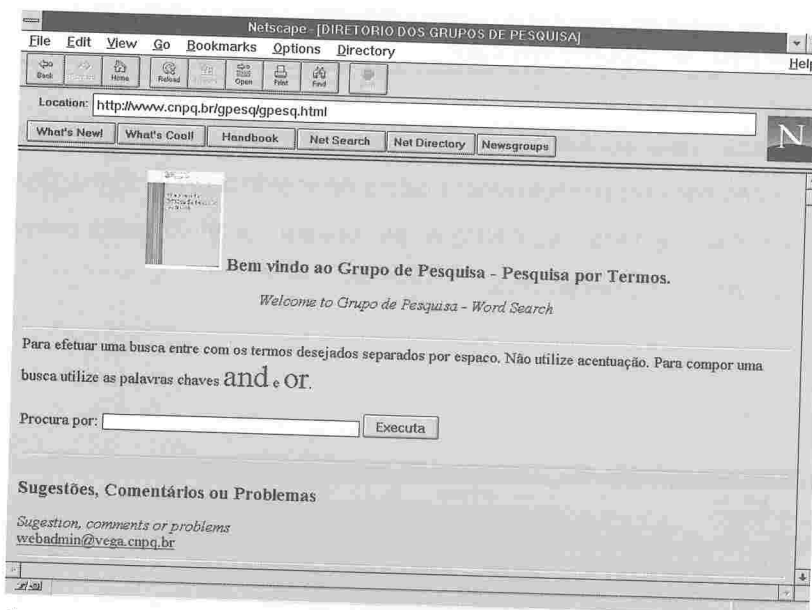 Netscape - [DIRETORIO DOS GRUPOS DE PESQUISA]
File Edit View Go Bookmarks Options Directory Help
Back Home Reload Open Print Find
Location: http://www.cnpq.br/gpesq/gpesq.html
What's New! What's Cool! Handbook Net Search Net Directory Newsgroups
N
Bem vindo ao Grupo de Pesquisa - Pesquisa por Termos.
Welcome to Grupo de Pesquisa - Word Search
Para efetuar uma busca entre com os termos desejados separados por espaco. Não utilize acentuação. Para compor uma
busca utilize as palavras chaves and e or.
Procura por: Executa
Sugestões, Comentários ou Problemas
Sugestion, comments or problems
webadmin@vega.cnpq.br